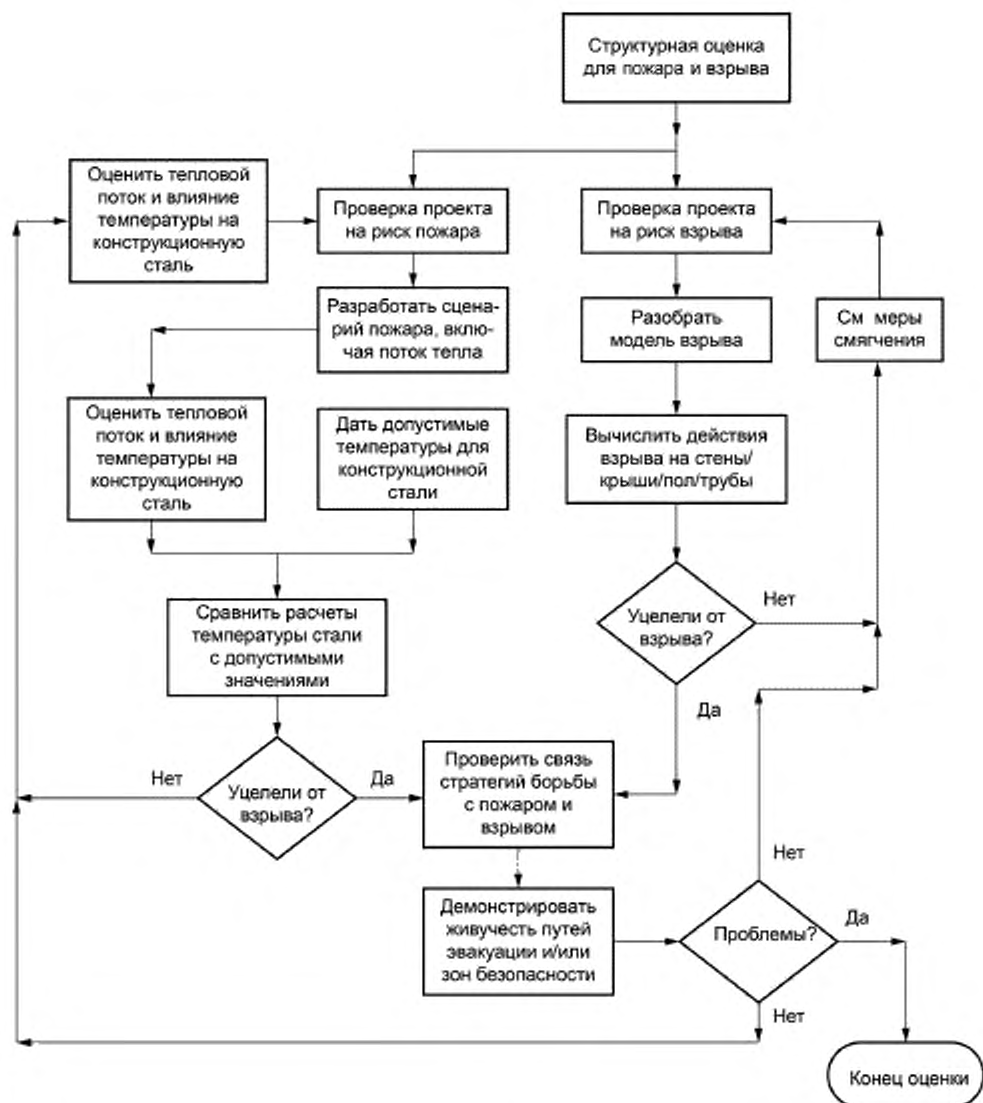 Структурная оценка
для пожара и взрыва
Оценить тепловой
поток и влияние
температуры на
конструкционную
сталь
Проверка проекта
на риск пожара
Проверка проекта
на риск взрыва
Разработать сцена-
рий пожара, вклю-
чая поток тепла
Разобрать
модель взрыва
См меры
смягчения
Оценить тепловой
поток и влияние
температуры на
конструкционную
сталь
Дать допустимые
температуры для
конструкционной
стали
Вычислить действия
взрыва на стены/
крыши/пол/трубы
Сравнить расчеты
температуры стали
с допустимыми
значениями
Уцелели от
взрыва?
Нет
Да
Нет
Уцелели от
взрыва?
Да
Проверить связь
стратегий борьбы
с пожаром и
взрывом
Нет
Демонстрировать
живучесть путей
эвакуации и/или
зон безопасности
Проблемы?
Да
Нет
Конец оценки